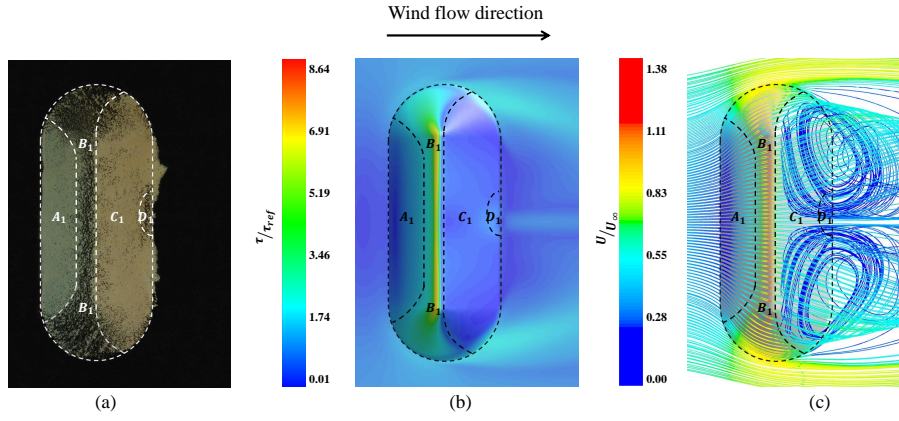 Wind flow direction
B₁
A₁
C₁
D₁
B₁
(a)
τ/τ_ref
8.64
6.91
5.19
3.46
1.74
0.01
B₁
A₁
C₁
D₁
B₁
(b)
U/U_∞
1.38
1.11
0.83
0.55
0.28
0.00
B₁
A₁
C₁
D₁
B₁
(c)